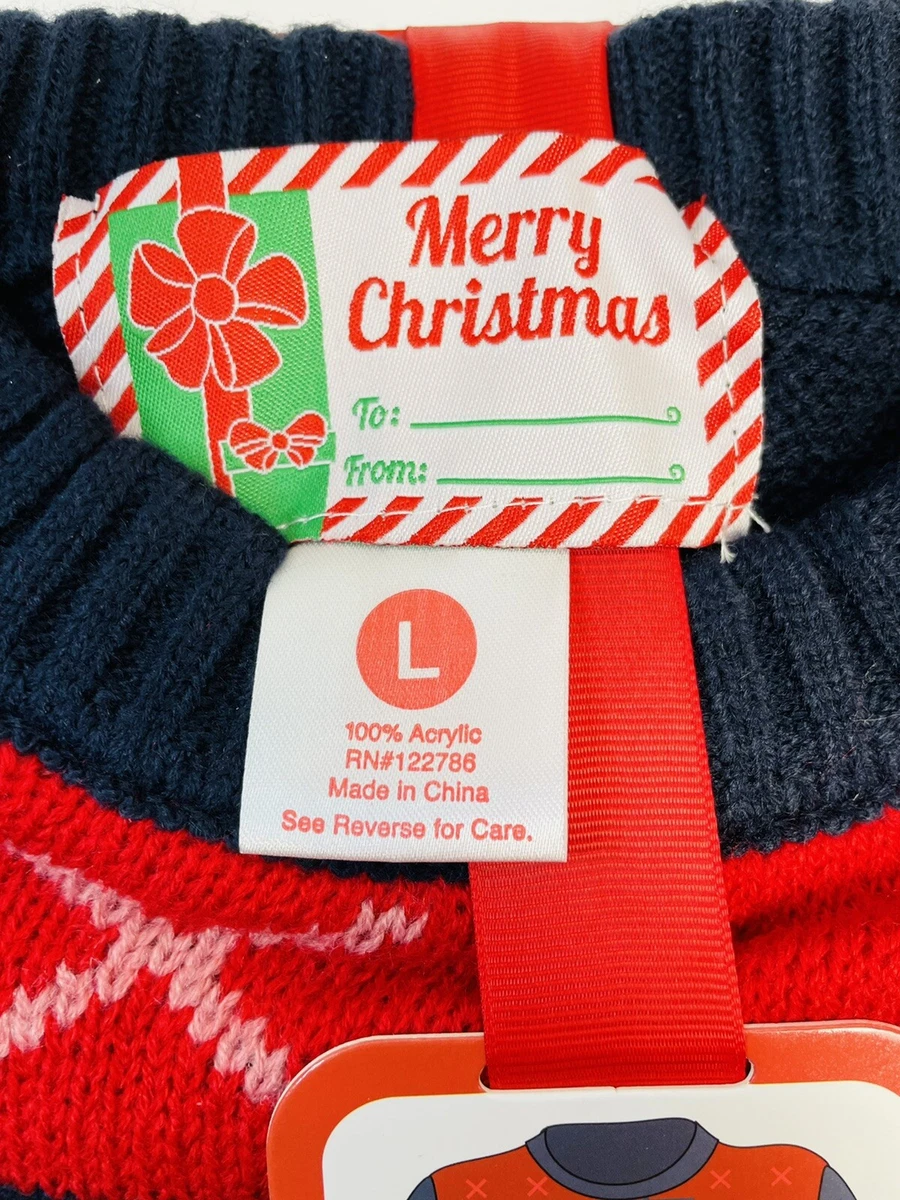 Merry
Christmas
To:
From:
L
100% Acrylic
RN#122786
Made in China
See Reverse for Care.